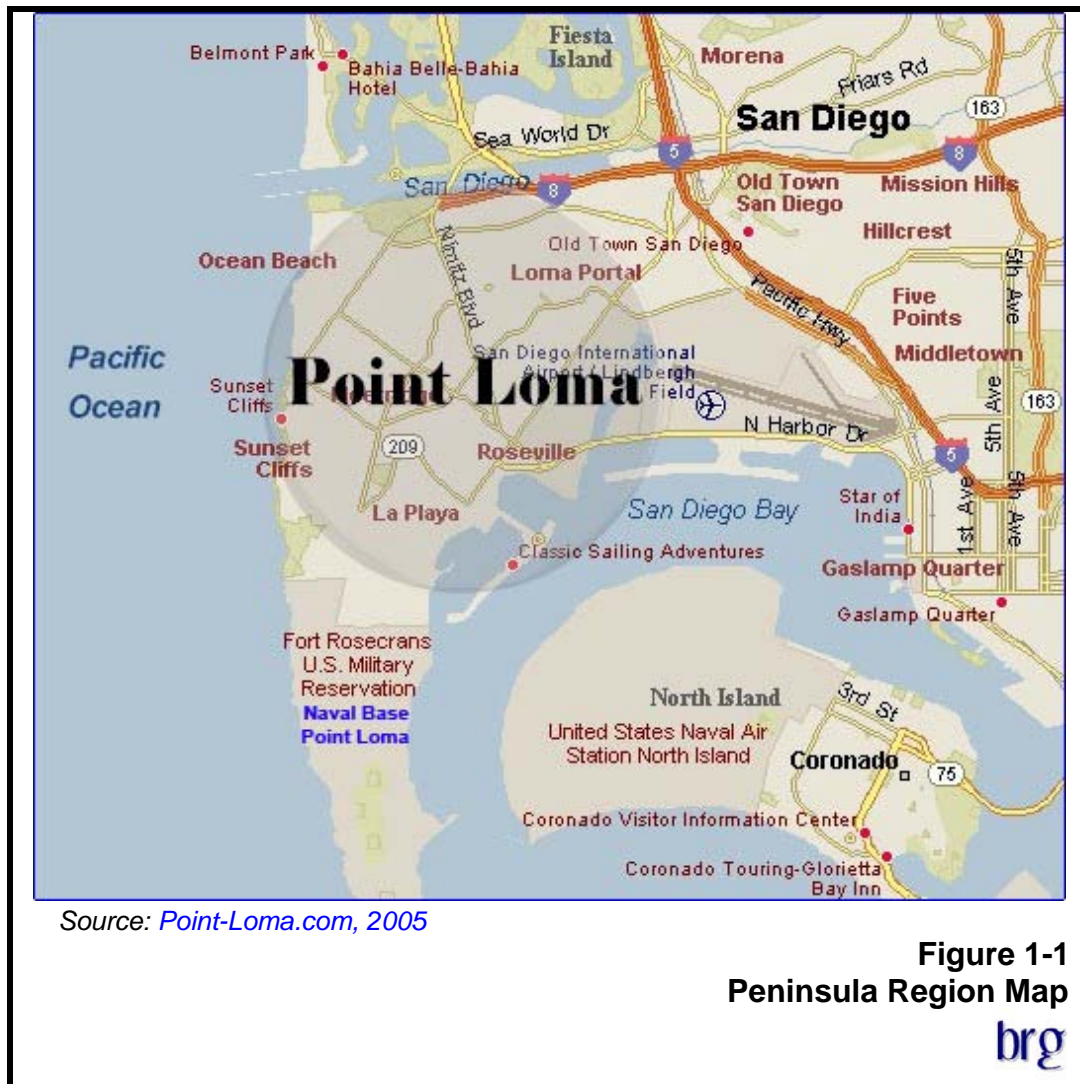 Belmont Park
Bahia Belle-Bahia
Hotel
Fiesta
Island
Morena
Friars Rd
163
San Diego
Sea World Dr
5
8
San Diego
8
Old Town
San Diego
Mission Hills
Hillcrest
Ocean Beach
Nimitz Blvd
Old Town San Diego
Loma Portal
5th Ave
Pacific Hwy
Five
Points
Middletown
Pacific
Ocean
San Diego International
Airport / Lindbergh
Field
Point Loma
Sunset
Cliffs
Sunset
Cliffs
209
Roseville
N Harbor Dr
5th Ave
163
5
La Playa
San Diego Bay
Star of
India
1st Ave
5th Ave
Classic Sailing Adventures
Gaslamp Quarter
Gaslamp Quarter
Fort Rosecrans
U.S. Military
Reservation
Naval Base
Point Loma
North Island
United States Naval Air
Station North Island
3rd St
Coronado
75
Coronado Visitor Information Center
Coronado Touring-Glorietta
Bay Inn
Source: Point-Loma.com, 2005
Figure 1-1
Peninsula Region Map
brg